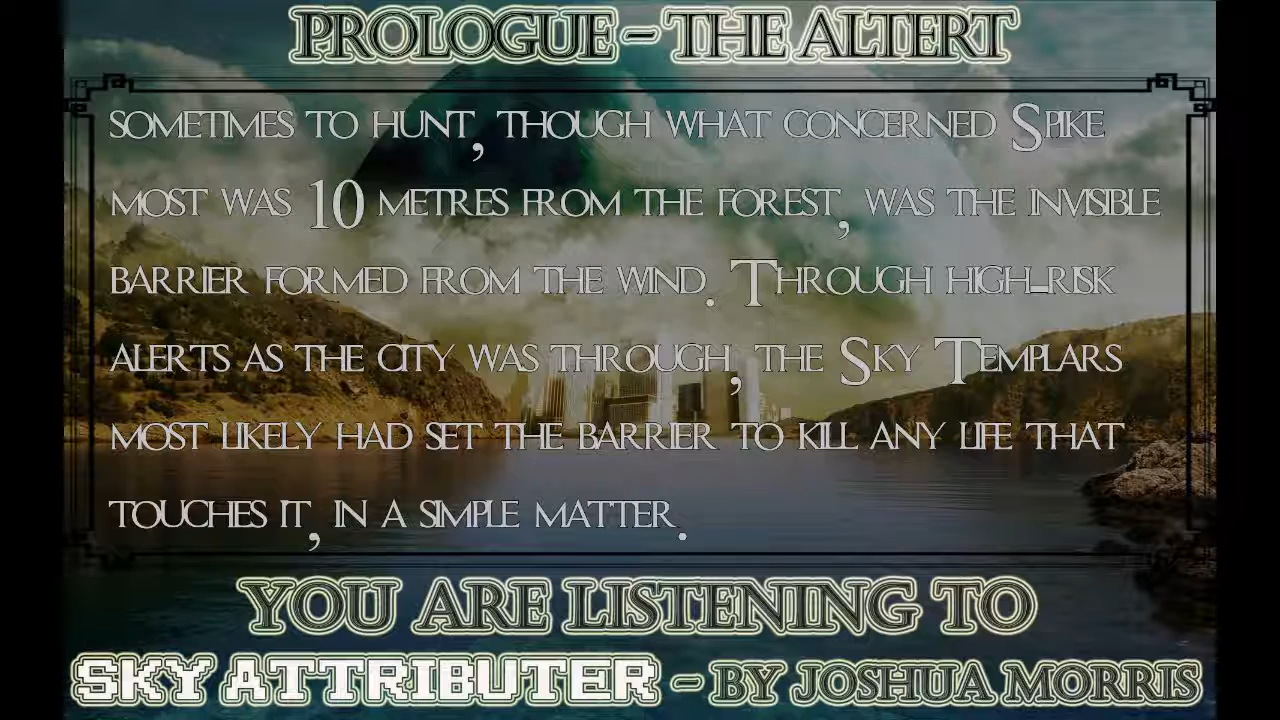 PROLOGUE - THE ALTERT
SOMETIMES TO HUNT, THOUGH WHAT CONCERNED SPIKE
MOST WAS 10 METRES FROM THE FOREST, WAS THE INVISIBLE
BARRIER FORMED FROM THE WIND. THROUGH HIGH-RISK
ALERTS AS THE CITY WAS THROUGH, THE SKY TEMPLARS
MOST LIKELY HAD SET THE BARRIER TO KILL ANY LIFE THAT
TOUCHES IT, IN A SIMPLE MATTER.
YOU ARE LISTENING TO
SKY ATTRIBUTER - BY JOSHUA MORRIS